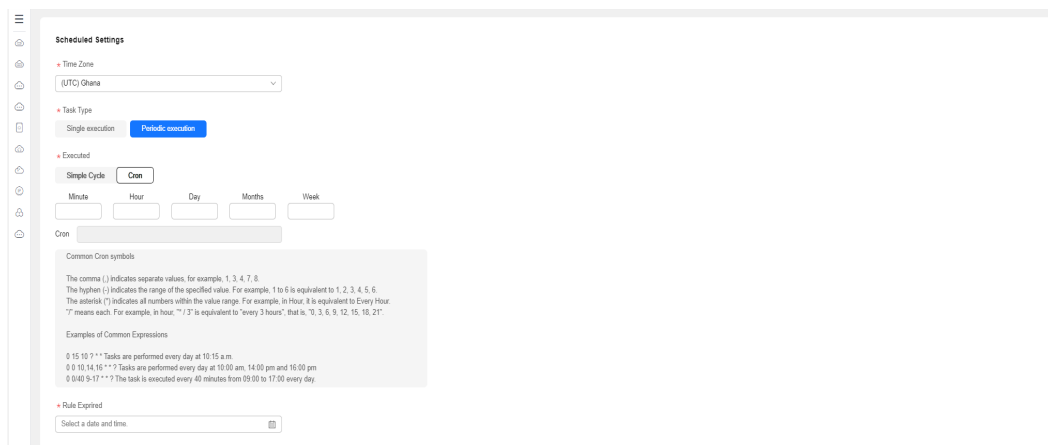 Scheduled Settings
* Time Zone
(UTC) Ghana
* Task Type
Single execution Periodic execution
* Executed
Simple Cycle Cron
Minute Hour Day Months Week
Cron
Common Cron symbols
The comma (,) indicates separate values, for example, 1, 3, 4, 7, 8.
The hyphen (-) indicates the range of the specified value. For example, 1 to 6 is equivalent to 1, 2, 3, 4, 5, 6.
The asterisk (*) indicates all numbers within the value range. For example, in Hour, it is equivalent to Every Hour.
"/" means each. For example, in hour, "* / 3" is equivalent to "every 3 hours", that is, "0, 3, 6, 9, 12, 15, 18, 21".
Examples of Common Expressions
0 15 10 ? * * Tasks are performed every day at 10:15 a.m.
0 0 10,14,16 * * ? Tasks are performed every day at 10:00 am, 14:00 pm and 16:00 pm
0 0/40 9-17 * * ? The task is executed every 40 minutes from 09:00 to 17:00 every day.
* Rule Exprired
Select a date and time.